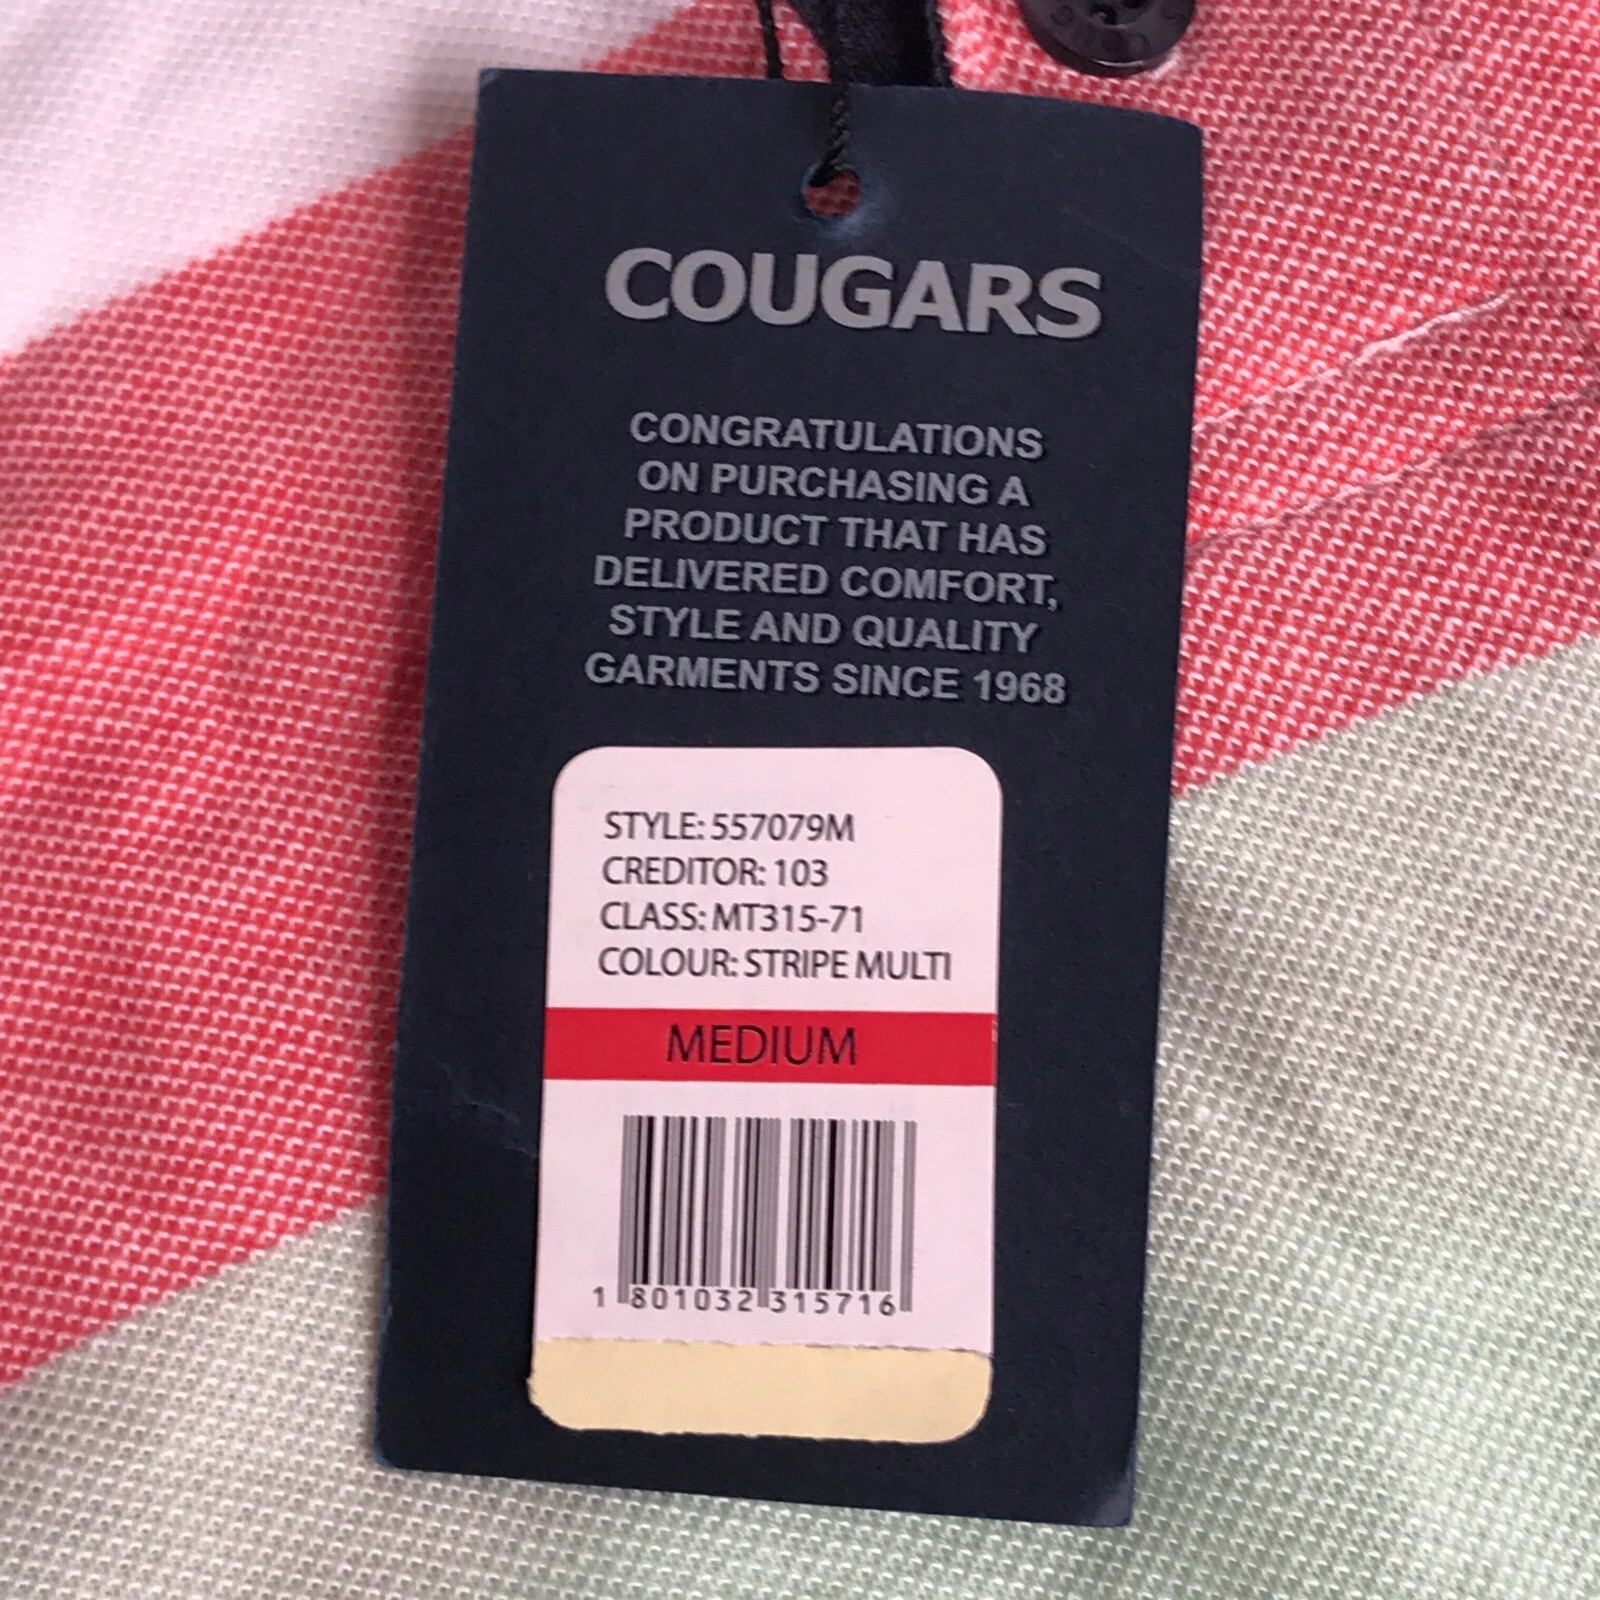 COUGARS
CONGRATULATIONS
ON PURCHASING A
PRODUCT THAT HAS
DELIVERED COMFORT,
STYLE AND QUALITY
GARMENTS SINCE 1968
STYLE: 557079M
CREDITOR: 103
CLASS: MT315-71
COLOUR: STRIPE MULTI
MEDIUM
1 801032 315716